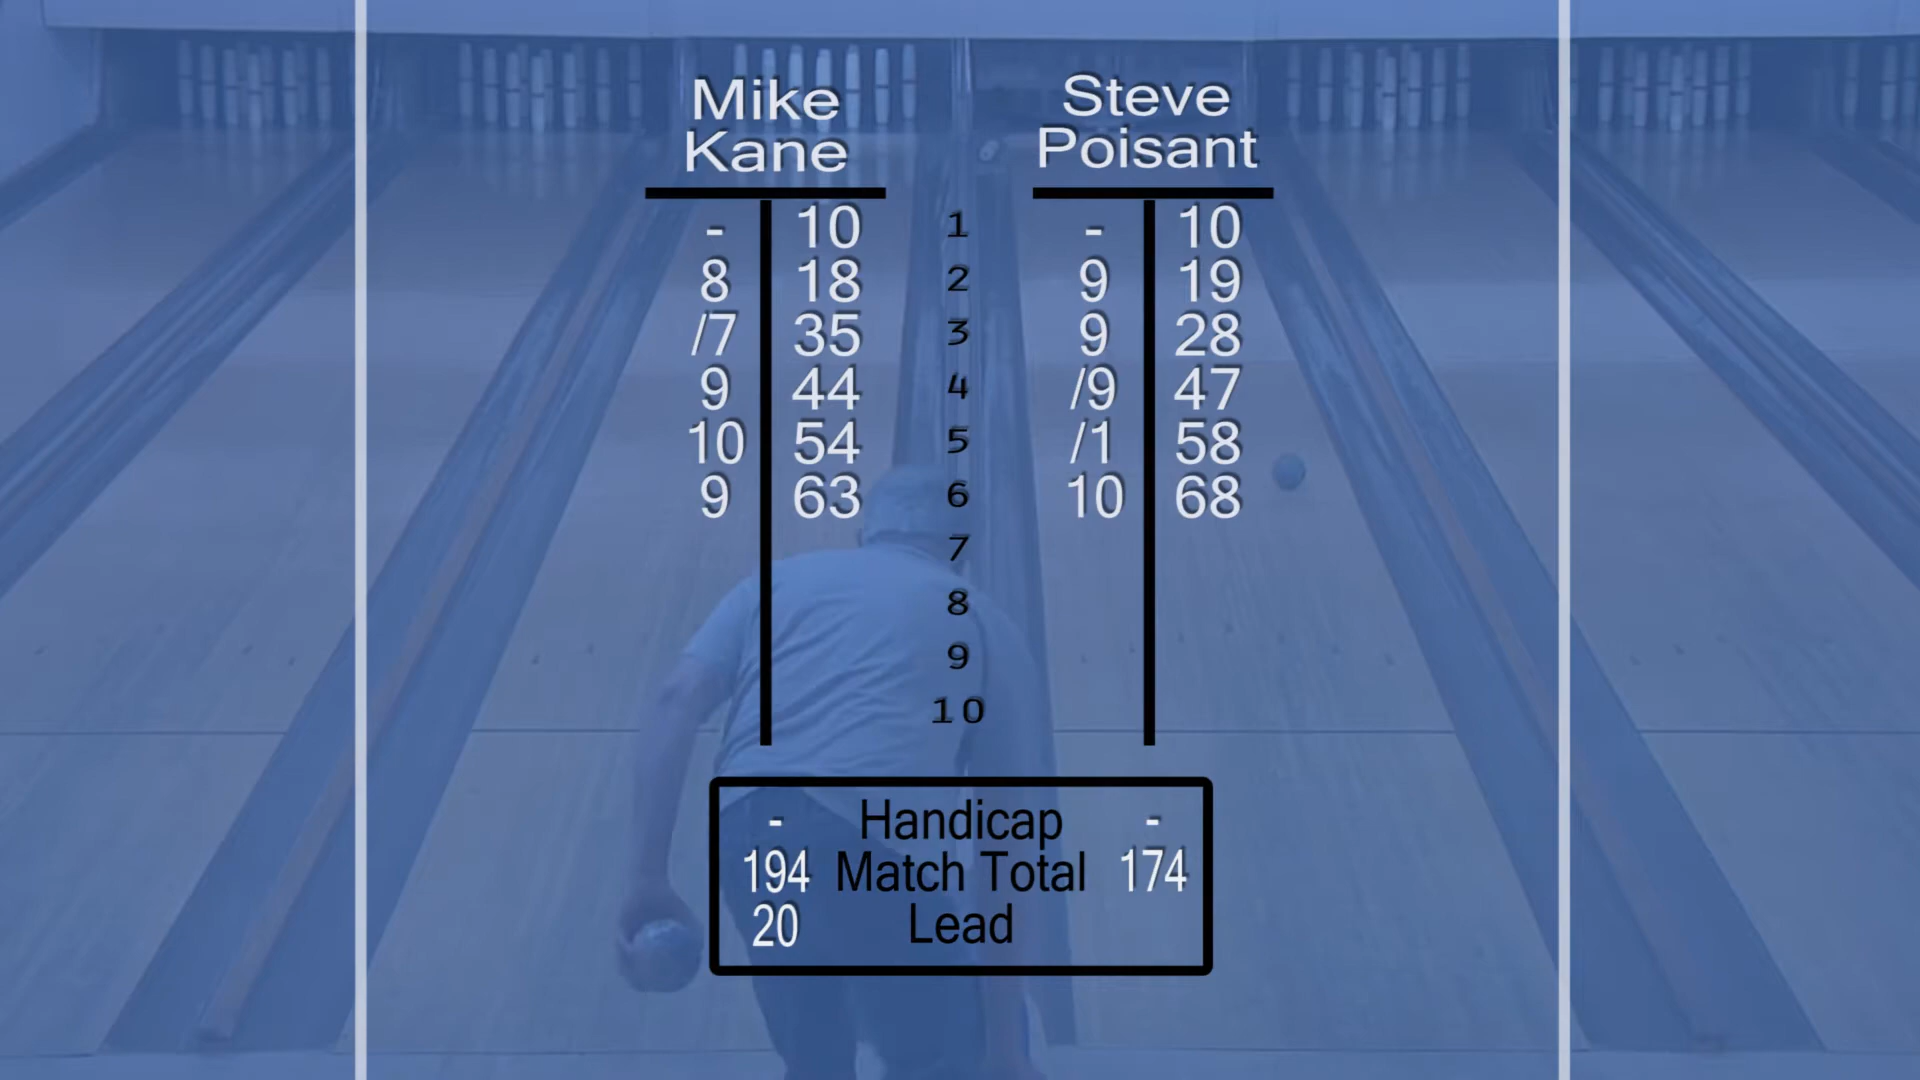 Mike Kane
Steve Poisant
- 10 1 - 10
8 18 2 9 19
/7 35 3 9 28
9 44 4 /9 47
10 54 5 /1 58
9 63 6 10 68
7
8
9
10
- Handicap -
194 Match Total 174
20 Lead